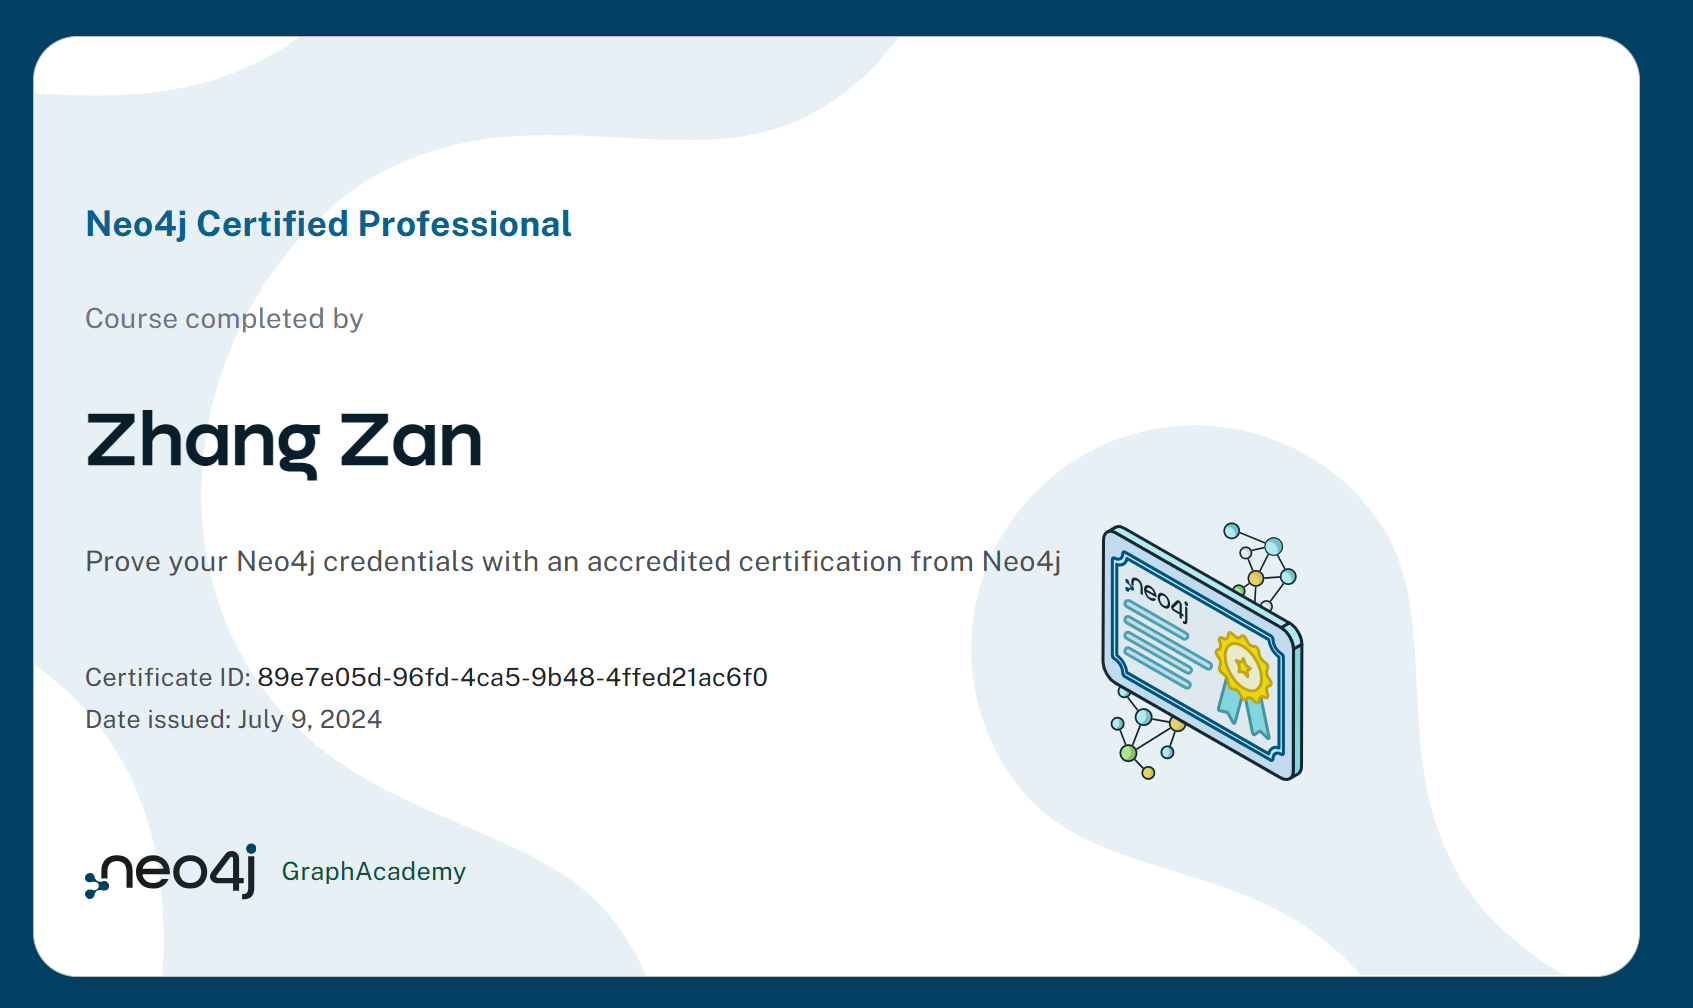 Neo4j Certified Professional
Course completed by
Zhang Zan
Prove your Neo4j credentials with an accredited certification from Neo4j
neo4j
Certificate ID: 89e7e05d-96fd-4ca5-9b48-4ffed21ac6f0
Date issued: July 9, 2024
neo4j GraphAcademy